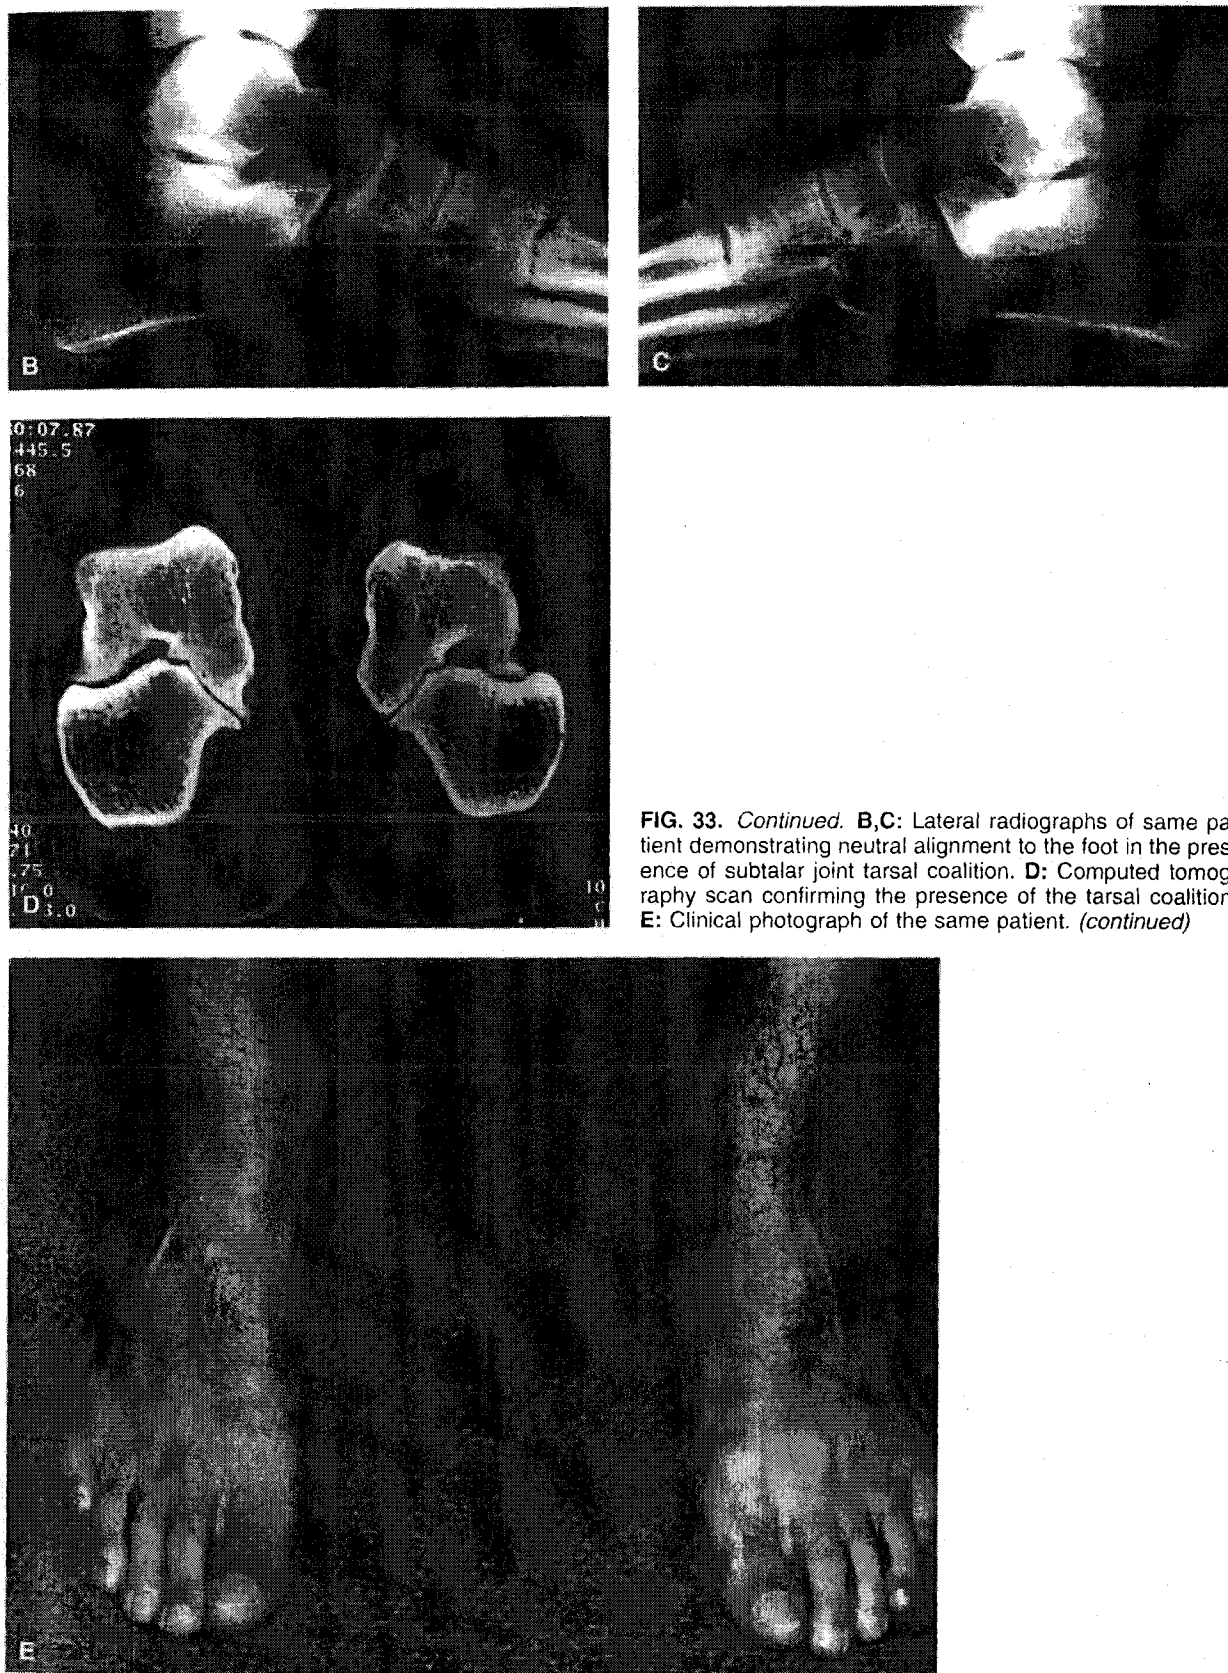 B
C
0:07.87
445.5
68
6
40
71
.75
D
3.0
10
FIG. 33. Continued. B,C: Lateral radiographs of same pa
tient demonstrating neutral alignment to the foot in the pres
ence of subtalar joint tarsal coalition. D: Computed tomog
raphy scan confirming the presence of the tarsal coalition
E: Clinical photograph of the same patient. (continued)
E